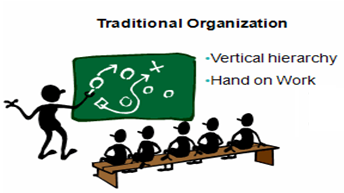 Traditional Organization
•Vertical hierarchy
•Hand on Work